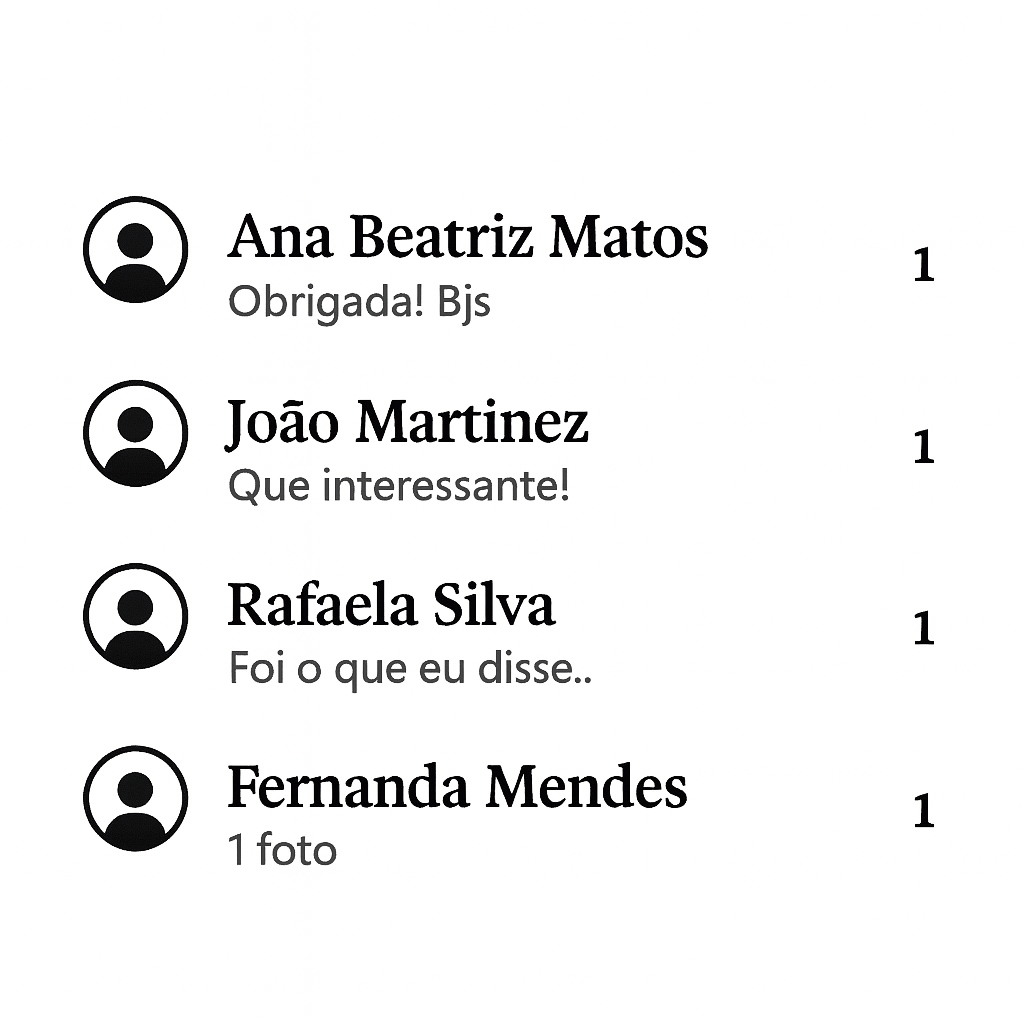 Ana Beatriz Matos
Obrigada! Bjs
1
João Martinez
Que interessante!
1
Rafaela Silva
Foi o que eu disse..
1
Fernanda Mendes
1 foto
1